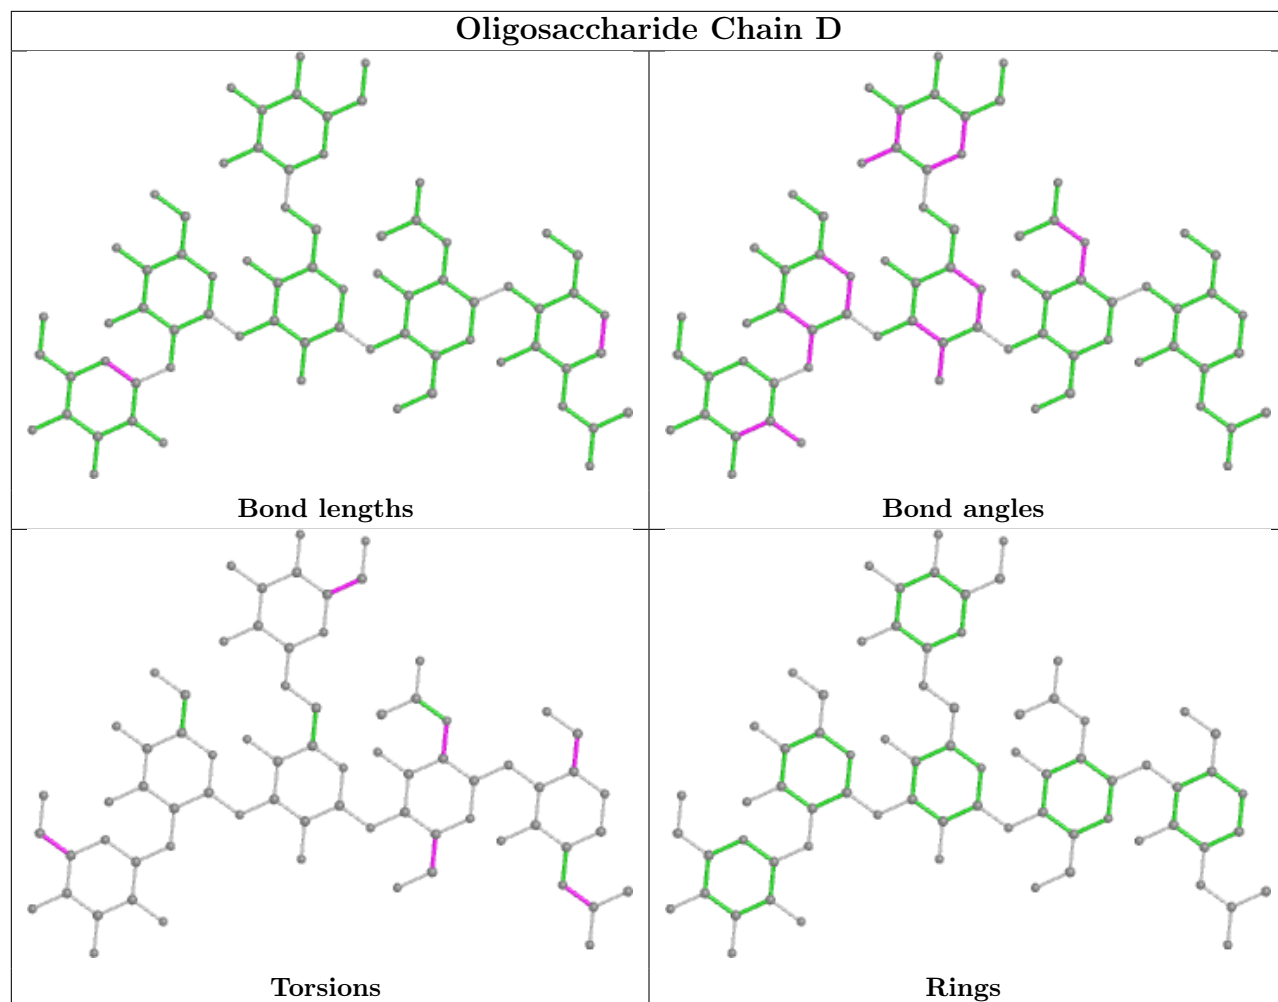 Oligosaccharide Chain D
Bond lengths
Bond angles
Torsions
Rings